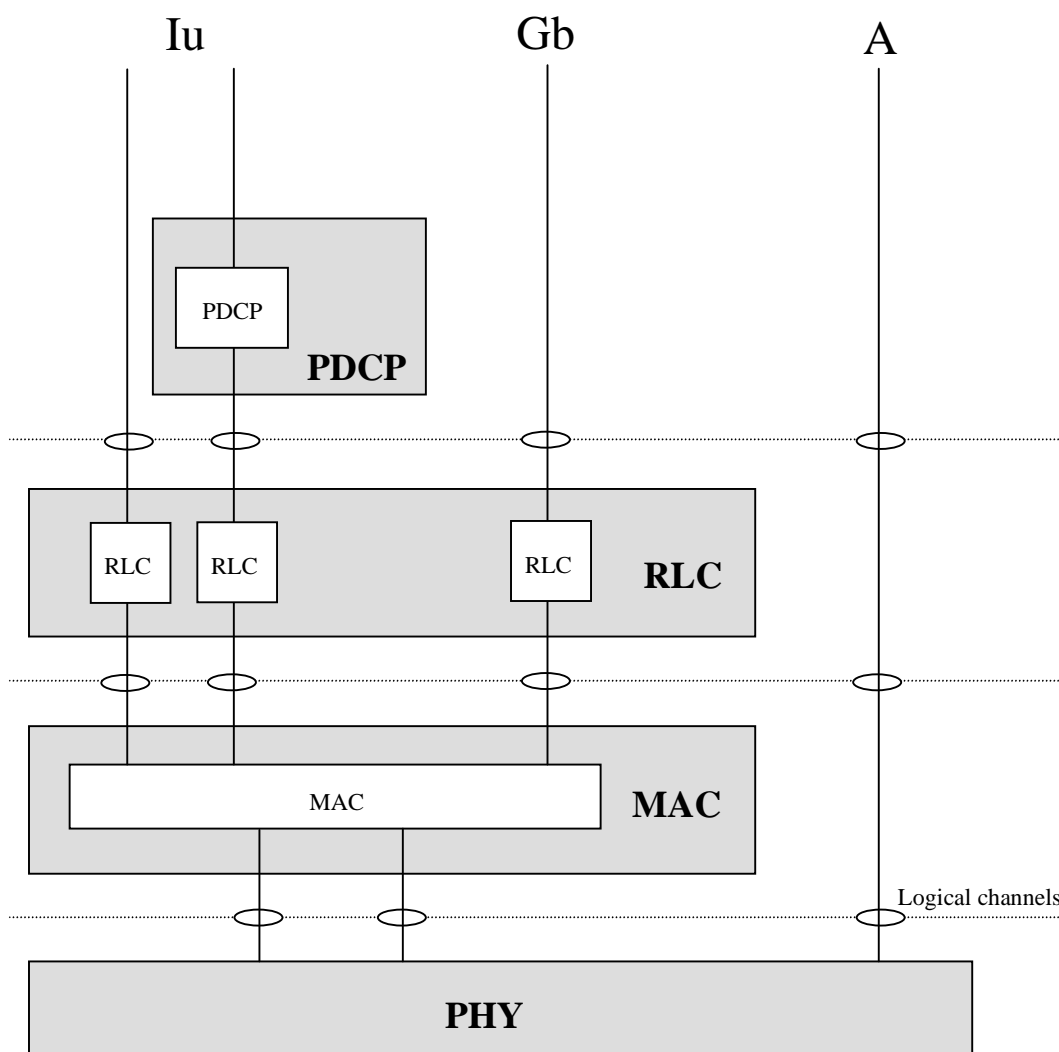 Iu Gb A
PDCP
PDCP
RLC RLC RLC
RLC
MAC
MAC
Logical channels
PHY